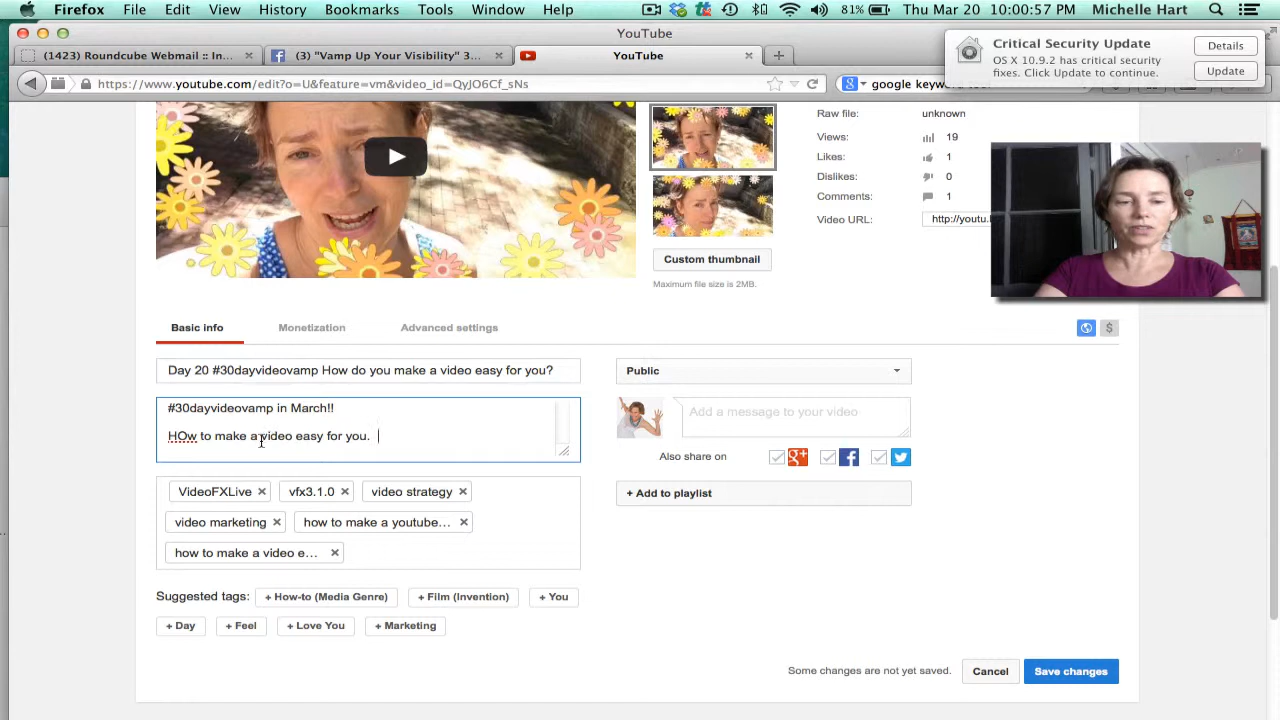 Firefox File Edit View History Bookmarks Tools Window Help 81% Thu Mar 20 10:00:57 PM Michelle Hart
YouTube
(1423) Roundcube Webmail :: In... (3) "Vamp Up Your Visibility" 3... YouTube
Critical Security Update
OS X 10.9.2 has critical security
fixes. Click Update to continue.
Details
Update
https://www.youtube.com/edit?o=U&feature=vm&video_id=QyJO6Cf_sNs
google keyword
Raw file: unknown
Views: 19
Likes: 1
Dislikes: 0
Comments: 1
Video URL: http://youtu.
Custom thumbnail
Maximum file size is 2MB.
Basic info Monetization Advanced settings $
Day 20 #30dayvideovamp How do you make a video easy for you?
Public
#30dayvideovamp in March!!
HOw to make a video easy for you.
Add a message to your video
Also share on
VideoFXLive vfx3.1.0 video strategy
video marketing how to make a youtube...
how to make a video e...
+ Add to playlist
Suggested tags: + How-to (Media Genre) + Film (Invention) + You
+ Day + Feel + Love You + Marketing
Some changes are not yet saved. Cancel Save changes